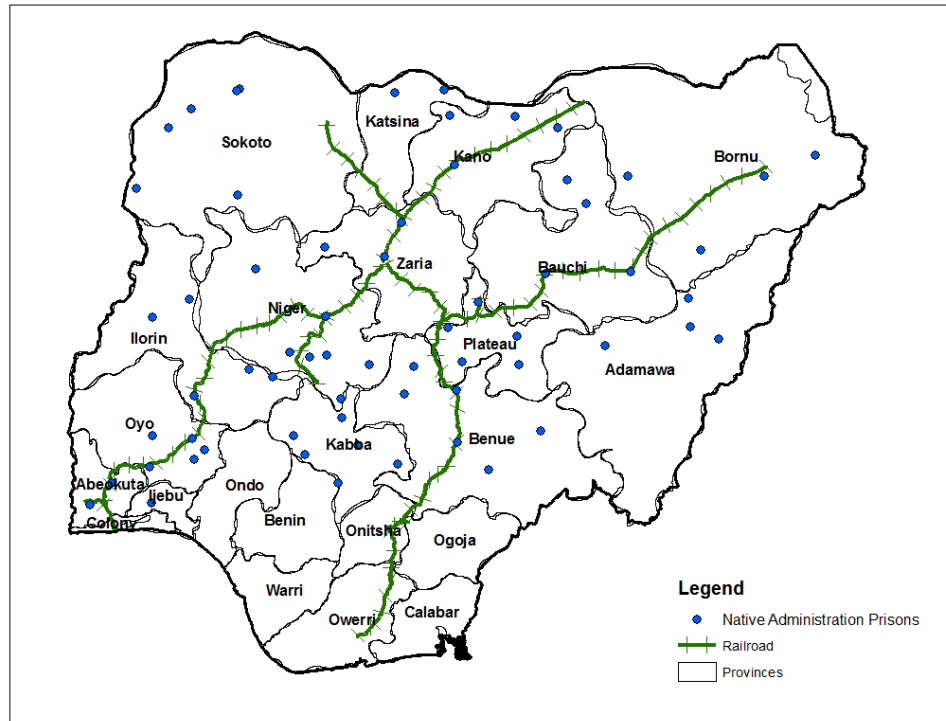 Katsina
Sokoto
Kano
Bornu
Zaria
Bauchi
Niger
Ilorin
Plateau
Adamawa
Oyo
Kabba
Benue
Abeokuta
Ijebu
Ondo
Colony
Benin
Onitsha
Ogoja
Warri
Owerri
Calabar
Legend
Native Administration Prisons
Railroad
Provinces